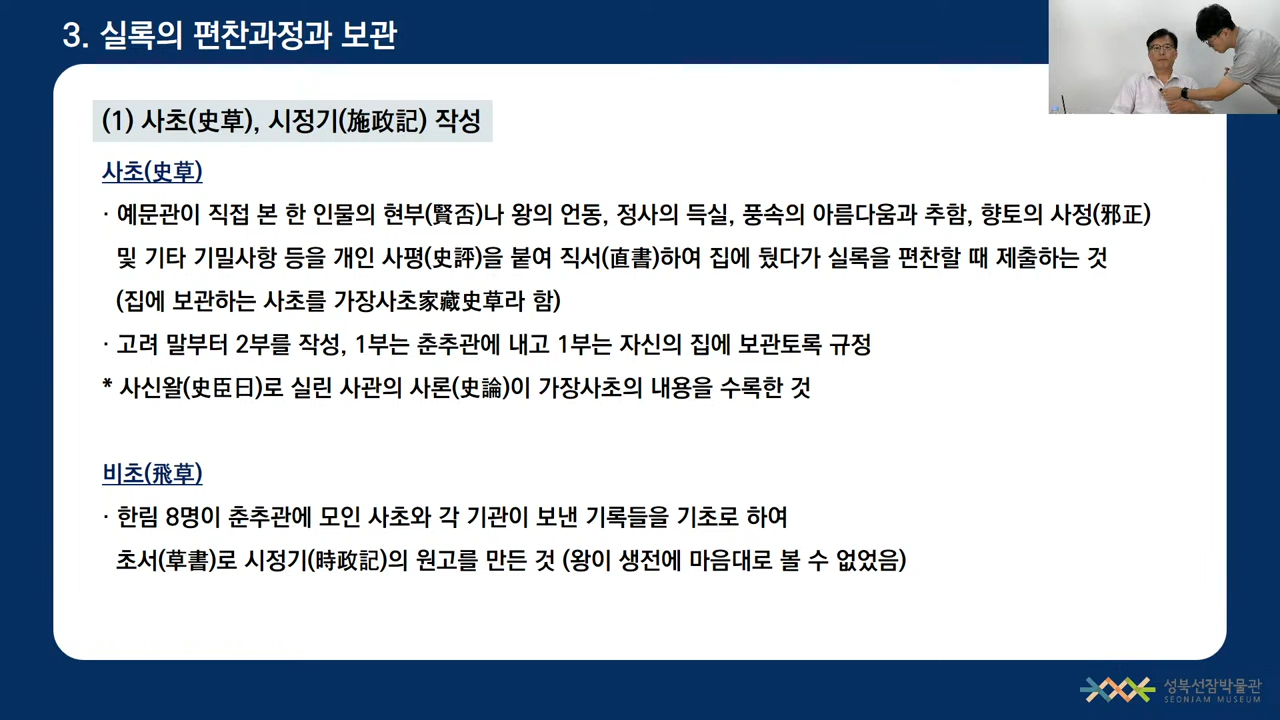 3. 실록의 편찬과정과 보관
(1) 사초(史草), 시정기(施政記) 작성
사초(史草)
· 예문관이 직접 본 한 인물의 현부(賢否)나 왕의 언동, 정사의 득실, 풍속의 아름다움과 추함, 향토의 사정(邪正)
및 기타 기밀사항 등을 개인 사평(史評)을 붙여 직서(直書)하여 집에 뒀다가 실록을 편찬할 때 제출하는 것
(집에 보관하는 사초를 가장사초家藏史草라 함)
· 고려 말부터 2부를 작성, 1부는 춘추관에 내고 1부는 자신의 집에 보관토록 규정
* 사신왈(史臣曰)로 실린 사관의 사론(史論)이 가장사초의 내용을 수록한 것
비초(飛草)
· 한림 8명이 춘추관에 모인 사초와 각 기관이 보낸 기록들을 기초로 하여
초서(草書)로 시정기(時政記)의 원고를 만든 것 (왕이 생전에 마음대로 볼 수 없었음)
성북선잠박물관
SEONJAM MUSEUM